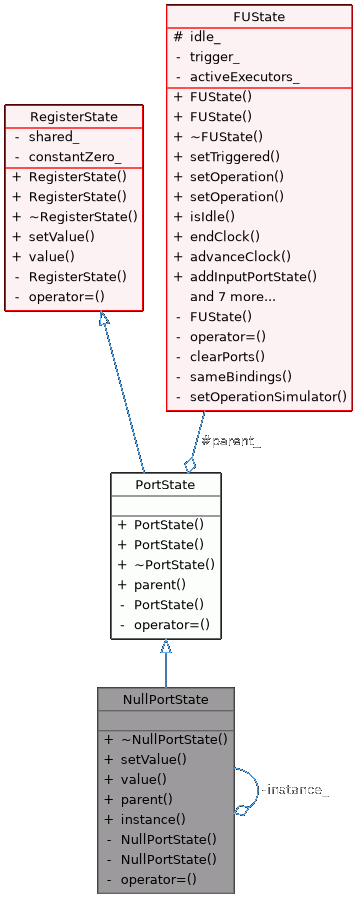 FUState
# idle_
- trigger_
- activeExecutors_
+ FUState()
+ FUState()
+ ~FUState()
+ setTriggered()
+ setOperation()
+ setOperation()
+ isIdle()
+ endClock()
+ advanceClock()
+ addInputPortState()
and 7 more...
- FUState()
- operator=()
- clearPorts()
- sameBindings()
- setOperationSimulator()
RegisterState
- shared_
- constantZero_
+ RegisterState()
+ RegisterState()
+ ~RegisterState()
+ setValue()
+ value()
- RegisterState()
- operator=()
#parent_
PortState
+ PortState()
+ PortState()
+ ~PortState()
+ parent()
- PortState()
- operator=()
NullPortState
+ ~NullPortState()
+ setValue()
+ value()
+ parent()
+ instance()
- NullPortState()
- NullPortState()
- operator=()
-instance_